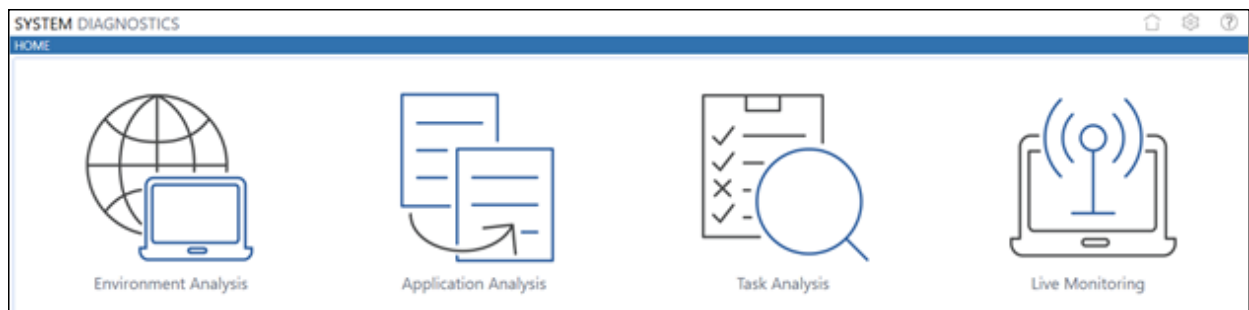 SYSTEM DIAGNOSTICS
HOME
Environment Analysis
Application Analysis
Task Analysis
Live Monitoring